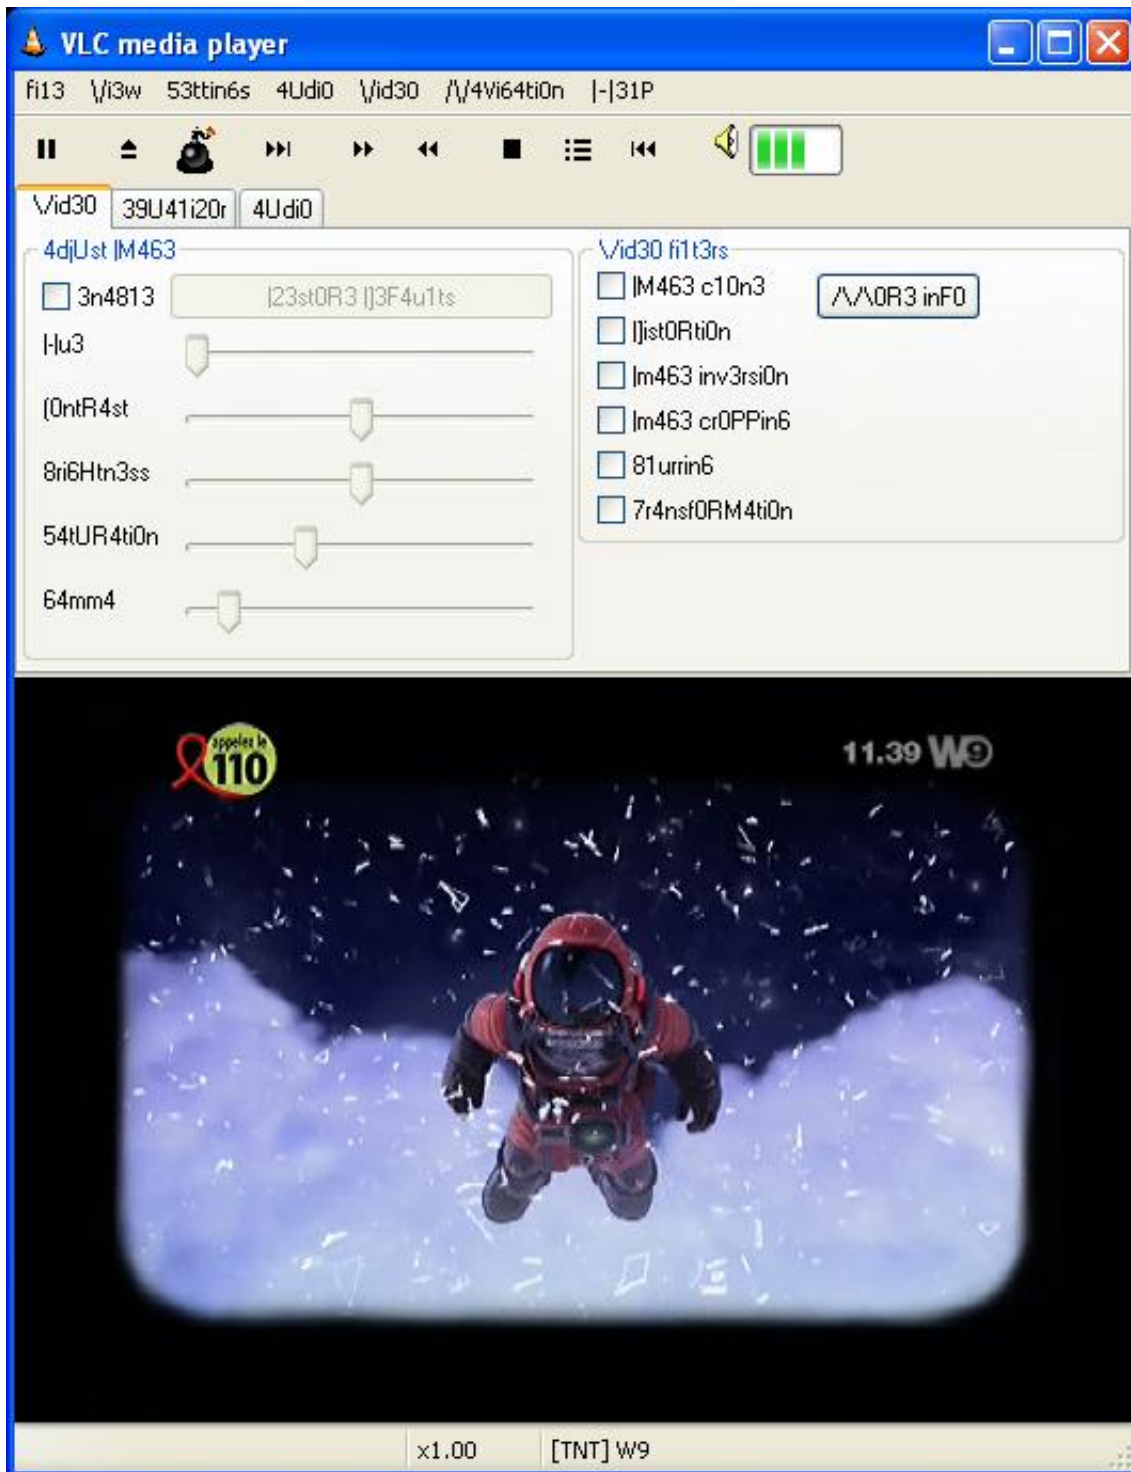 VLC media player
fi13 \/i3w 53ttin6s 4Udi0 \/id30 /\/4Vi64ti0n |-|31P
\/id30 39U41i20r 4Udi0
4djUst |M463
3n4813 |23st0R3 |]3F4u1ts
|-|u3
(0ntR4st
8ri6Htn3ss
54tUR4ti0n
64mm4
\/id30 fi1t3rs
|M463 c10n3 /\/\0R3 inF0
|]ist0Rti0n
|m463 inv3rsi0n
|m463 cr0PPin6
81urrin6
7r4nsf0RM4ti0n
appelez le
110
11.39 W9
x1.00 [TNT] W9